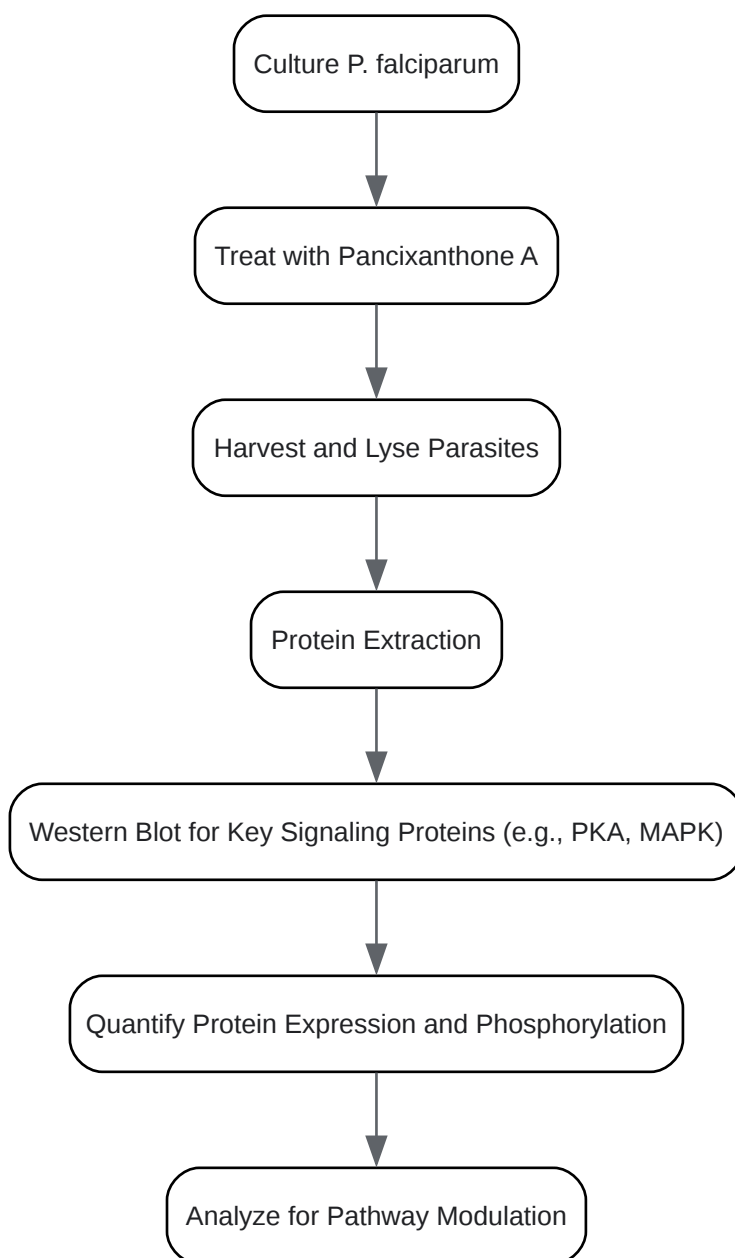 Culture P. falciparum
Treat with Pancixanthone A
Harvest and Lyse Parasites
Protein Extraction
Western Blot for Key Signaling Proteins (e.g., PKA, MAPK)
Quantify Protein Expression and Phosphorylation
Analyze for Pathway Modulation